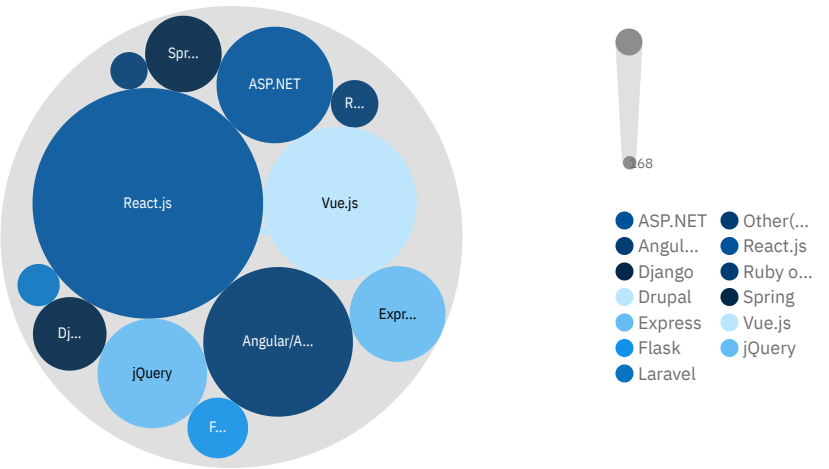 Spr...
ASP.NET
R...
React.js
Vue.js
Expr...
Dj...
Angular/A...
jQuery
F...
168
ASP.NET
Angul...
Django
Drupal
Express
Flask
Laravel
Other(...
React.js
Ruby o...
Spring
Vue.js
jQuery